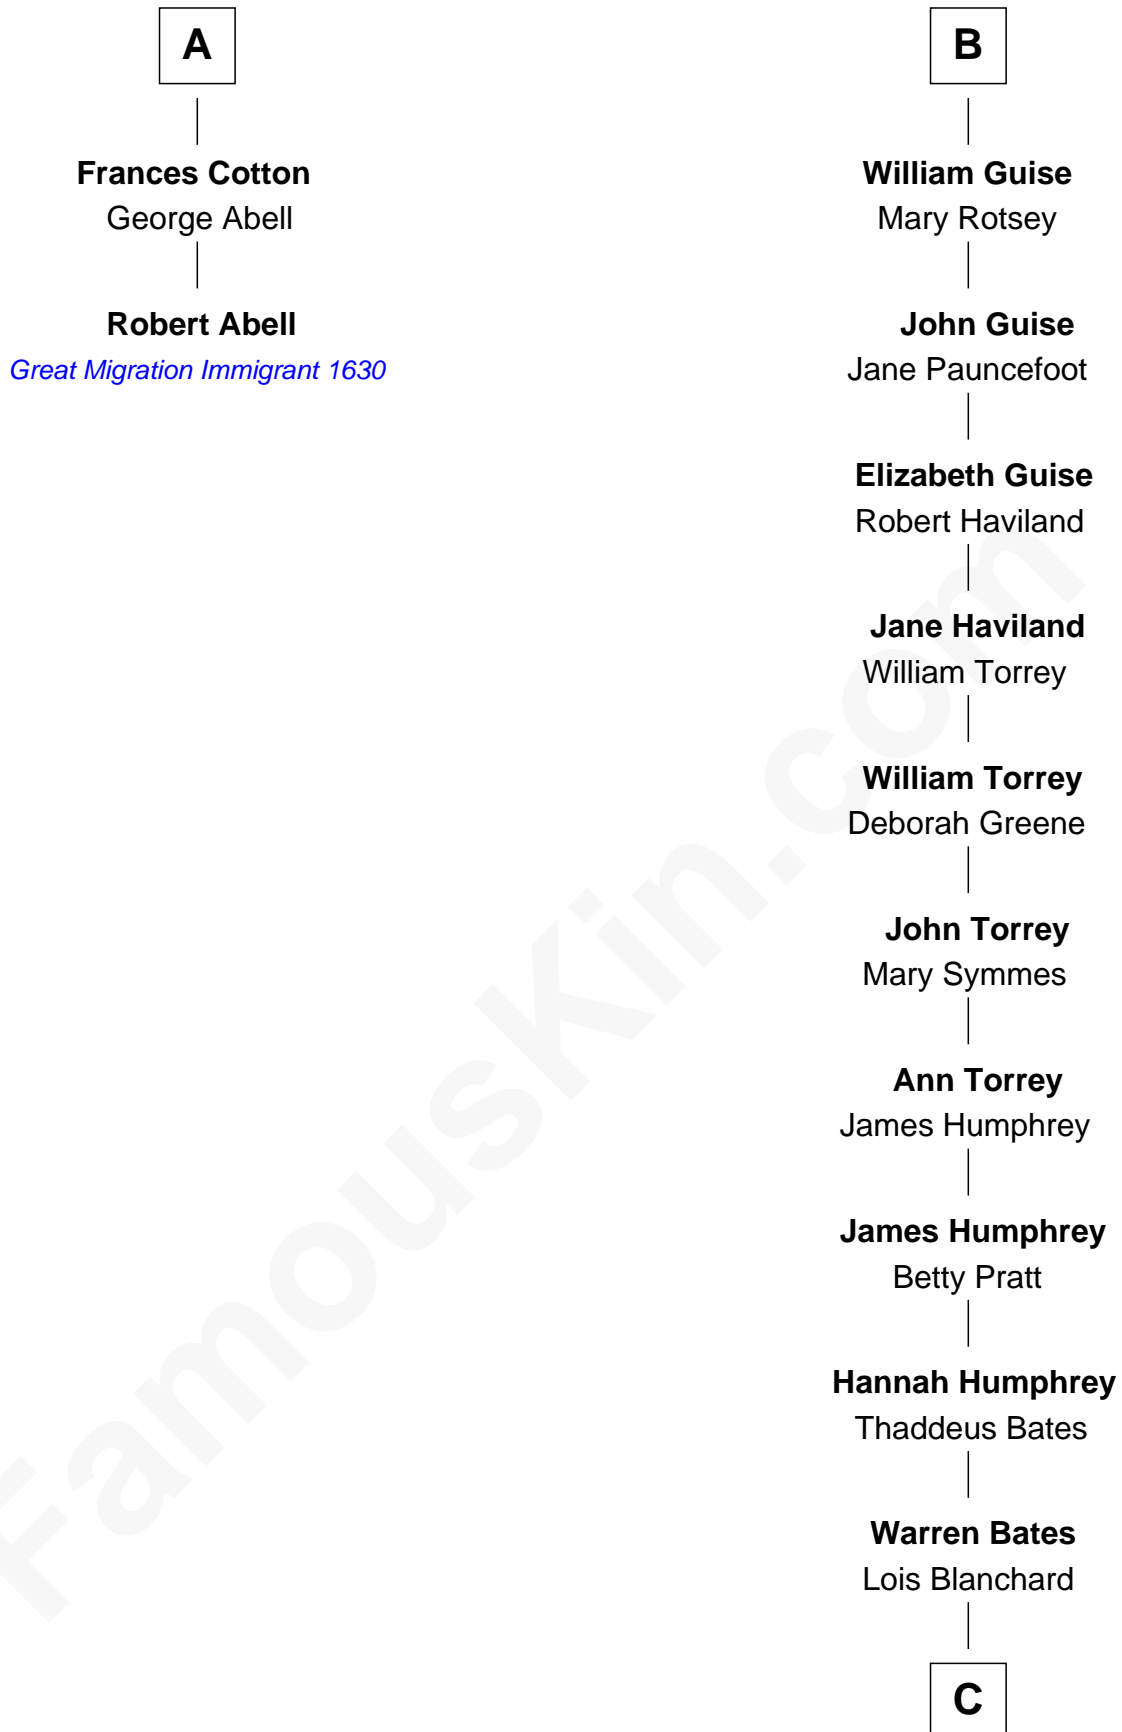 A
Frances Cotton
George Abell
Robert Abell
Great Migration Immigrant 1630
B
William Guise
Mary Rotsey
John Guise
Jane Pauncefoot
Elizabeth Guise
Robert Haviland
Jane Haviland
William Torrey
William Torrey
Deborah Greene
John Torrey
Mary Symmes
Ann Torrey
James Humphrey
James Humphrey
Betty Pratt
Hannah Humphrey
Thaddeus Bates
Warren Bates
Lois Blanchard
C
FamousKin.com